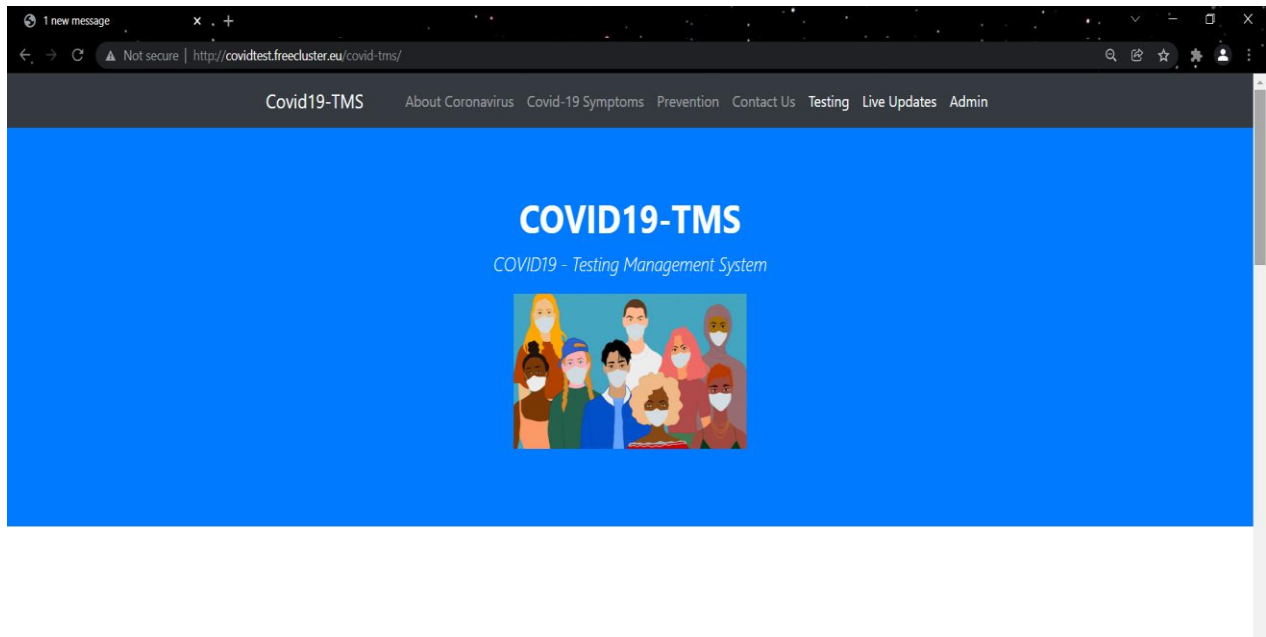 1 new message
Not secure | http://covidtest.freecluster.eu/covid-tms/
Covid19-TMS About Coronavirus Covid-19 Symptoms Prevention Contact Us Testing Live Updates Admin
COVID19-TMS
COVID19 - Testing Management System